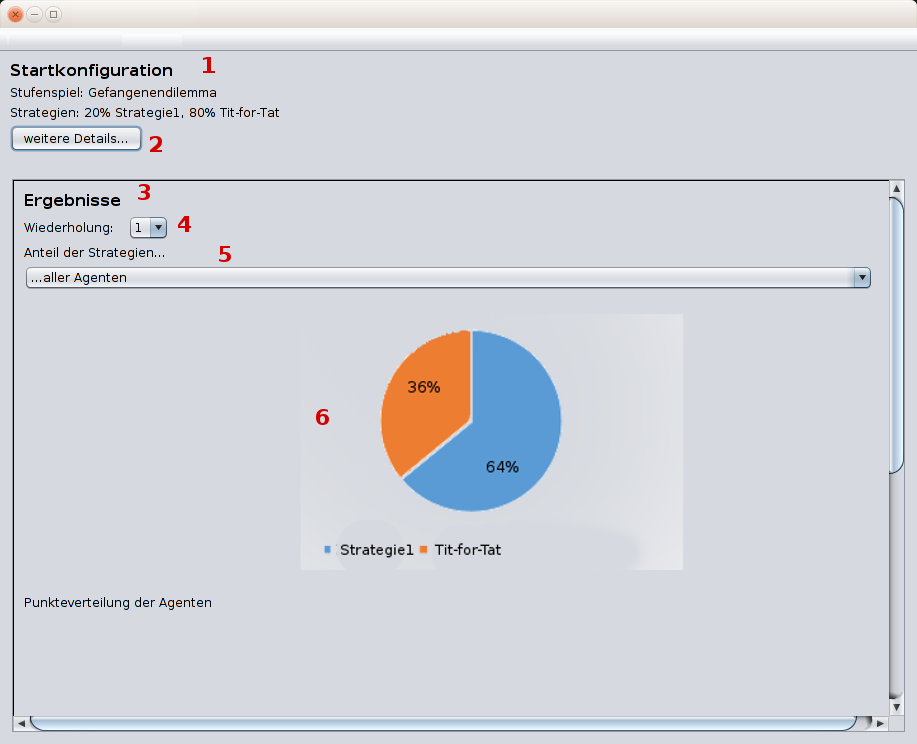 Startkonfiguration 1
Stufenspiel: Gefangenendilemma
Strategien: 20% Strategie1, 80% Tit-for-Tat
weitere Details... 2
Ergebnisse 3
Wiederholung: 1 4
Anteil der Strategien... 5
...aller Agenten
36%
6
64%
Strategie1 Tit-for-Tat
Punkteverteilung der Agenten